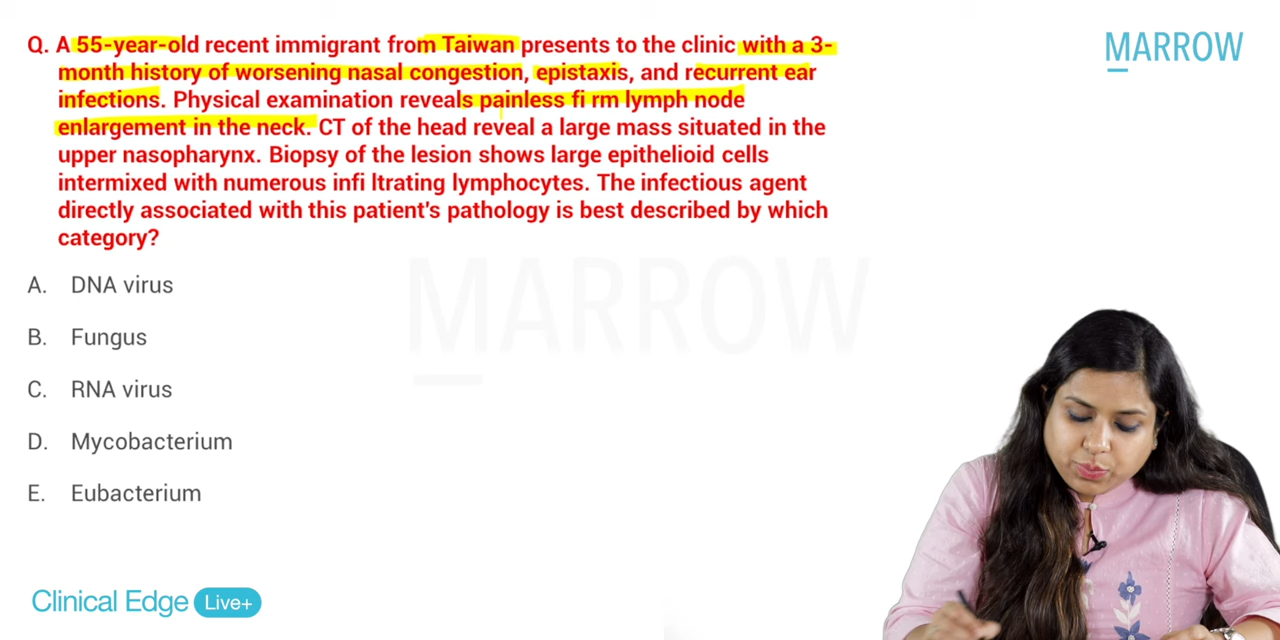 MARROW
Q. A 55-year-old recent immigrant from Taiwan presents to the clinic with a 3-
month history of worsening nasal congestion, epistaxis, and recurrent ear
infections. Physical examination reveals painless fi rm lymph node
enlargement in the neck. CT of the head reveal a large mass situated in the
upper nasopharynx. Biopsy of the lesion shows large epithelioid cells
intermixed with numerous infi ltrating lymphocytes. The infectious agent
directly associated with this patient's pathology is best described by which
category?
MARROW
A. DNA virus
B. Fungus
C. RNA virus
D. Mycobacterium
E. Eubacterium
Clinical Edge Live+